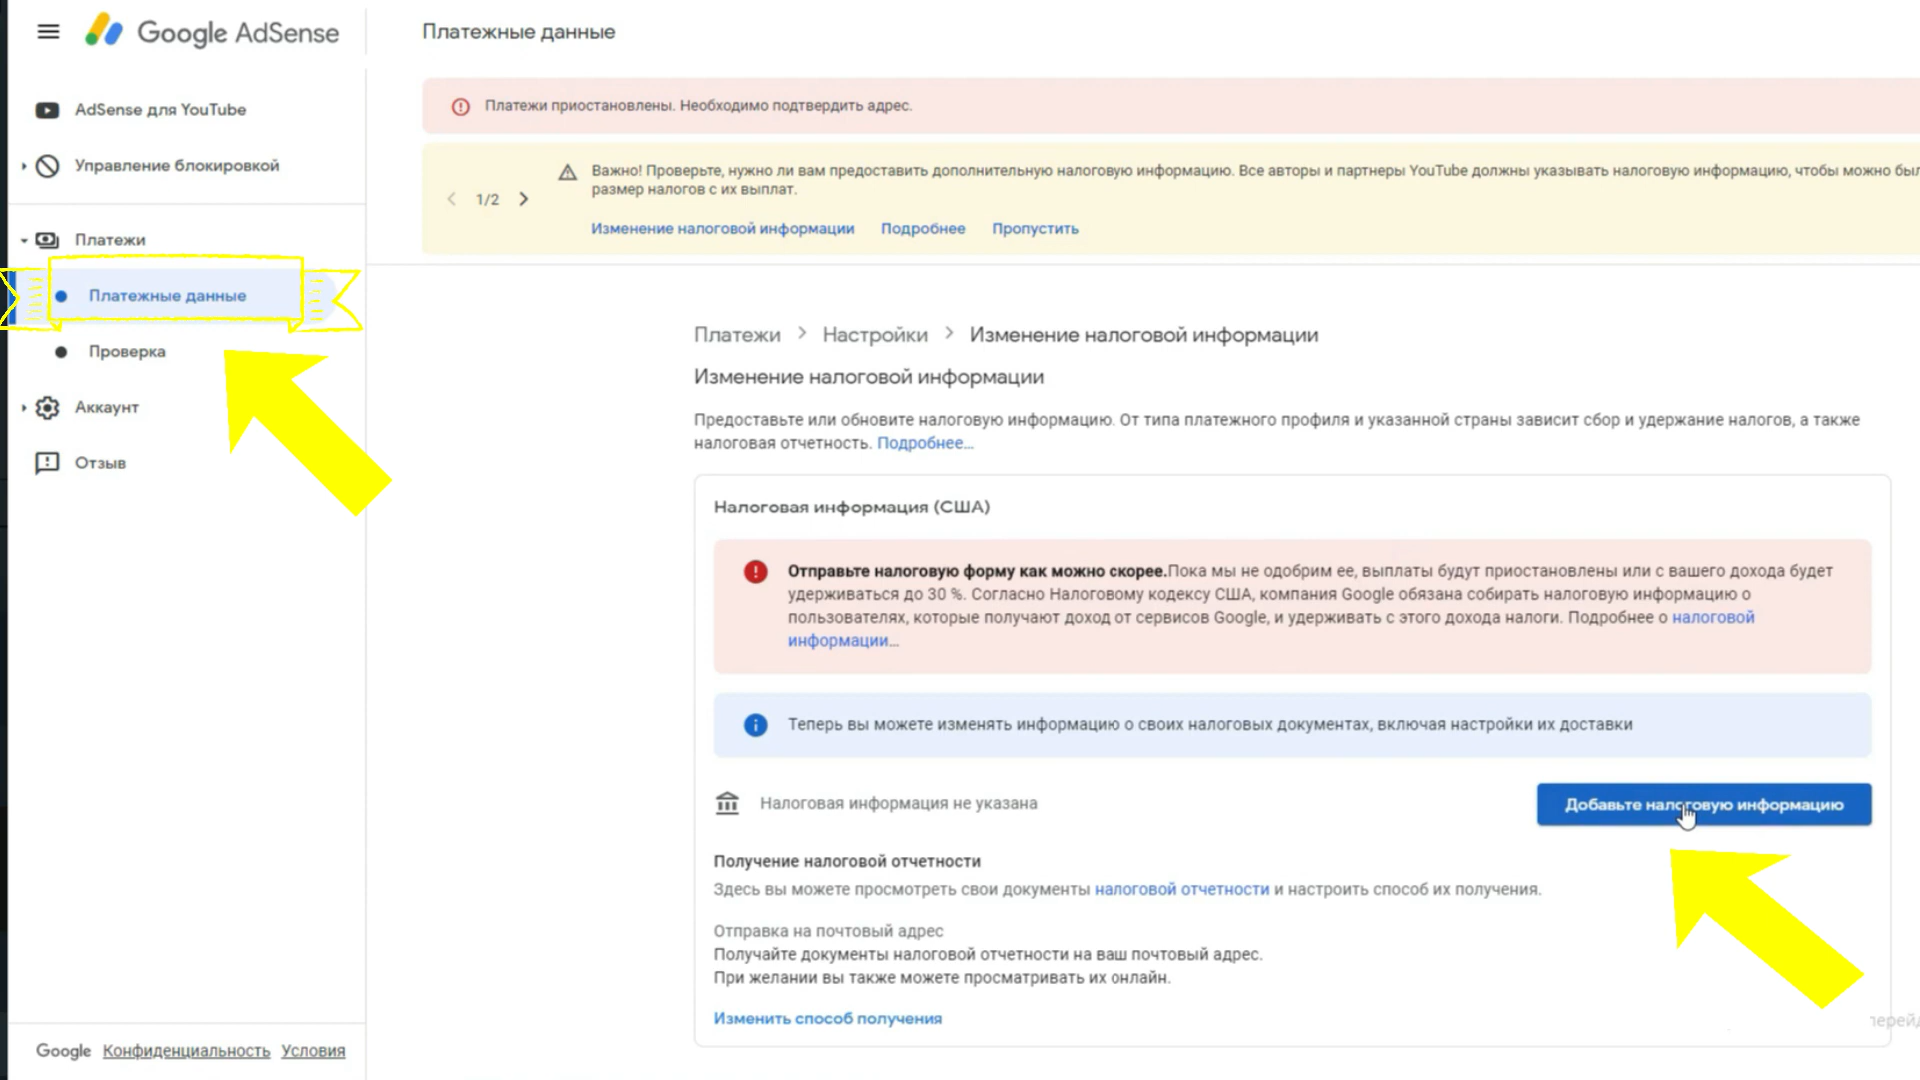 Google AdSense
Платежные данные
AdSense для YouTube
Управление блокировкой
Платежи
Платежные данные
Проверка
Аккаунт
Отзыв
Google Конфиденциальность Условия
Платежи приостановлены. Необходимо подтвердить адрес.
1/2
Важно! Проверьте, нужно ли вам предоставить дополнительную налоговую информацию. Все авторы и партнеры YouTube должны указывать налоговую информацию, чтобы можно
размер налогов с их выплат.
Изменение налоговой информации Подробнее Пропустить
Платежи > Настройки > Изменение налоговой информации
Изменение налоговой информации
Предоставьте или обновите налоговую информацию. От типа платежного профиля и указанной страны зависит сбор и удержание налогов, а также
налоговая отчетность. Подробнее...
Налоговая информация (США)
Отправьте налоговую форму как можно скорее.Пока мы не одобрим ее, выплаты будут приостановлены или с вашего дохода будет
удерживаться до 30 %. Согласно Налоговому кодексу США, компания Google обязана собирать налоговую информацию о
пользователях, которые получают доход от сервисов Google, и удерживать с этого дохода налоги. Подробнее о налоговой
информации...
Теперь вы можете изменять информацию о своих налоговых документах, включая настройки их доставки
Налоговая информация не указана
Добавьте налоговую информацию
Получение налоговой отчетности
Здесь вы можете просмотреть свои документы налоговой отчетности и настроить способ их получения.
Отправка на почтовый адрес
Получайте документы налоговой отчетности на ваш почтовый адрес.
При желании вы также можете просматривать их онлайн.
Изменить способ получения